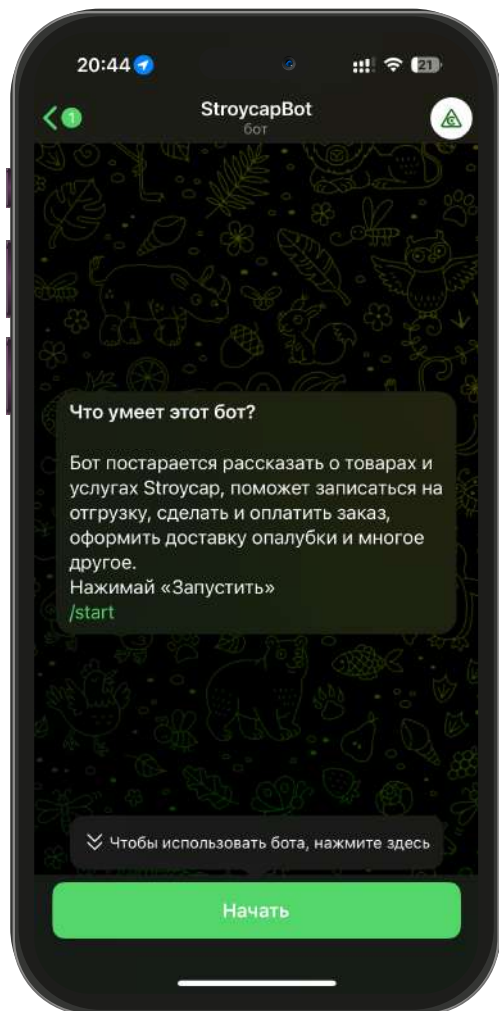 20:44
21
1
StroycapBot
бот
Что умеет этот бот?
Бот постарается рассказать о товарах и
услугах Stroycap, поможет записаться на
отгрузку, сделать и оплатить заказ,
оформить доставку опалубки и многое
другое.
Нажимай «Запустить»
/start
Чтобы использовать бота, нажмите здесь
Начать